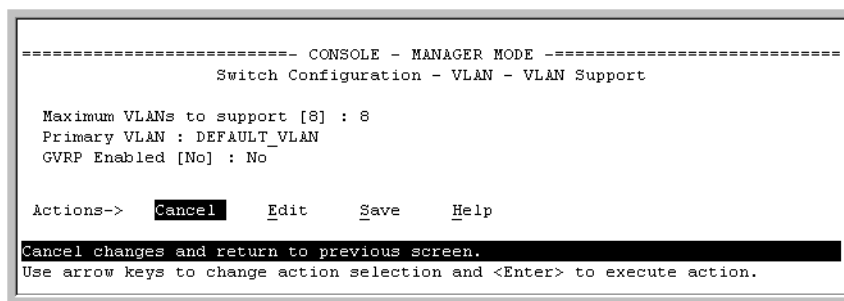 ===========================- CONSOLE - MANAGER MODE -============================
Switch Configuration - VLAN - VLAN Support
Maximum VLANs to support [8] : 8
Primary VLAN : DEFAULT_VLAN
GVRP Enabled [No] : No
Actions-> Cancel Edit Save Help
Cancel changes and return to previous screen.
Use arrow keys to change action selection and <Enter> to execute action.